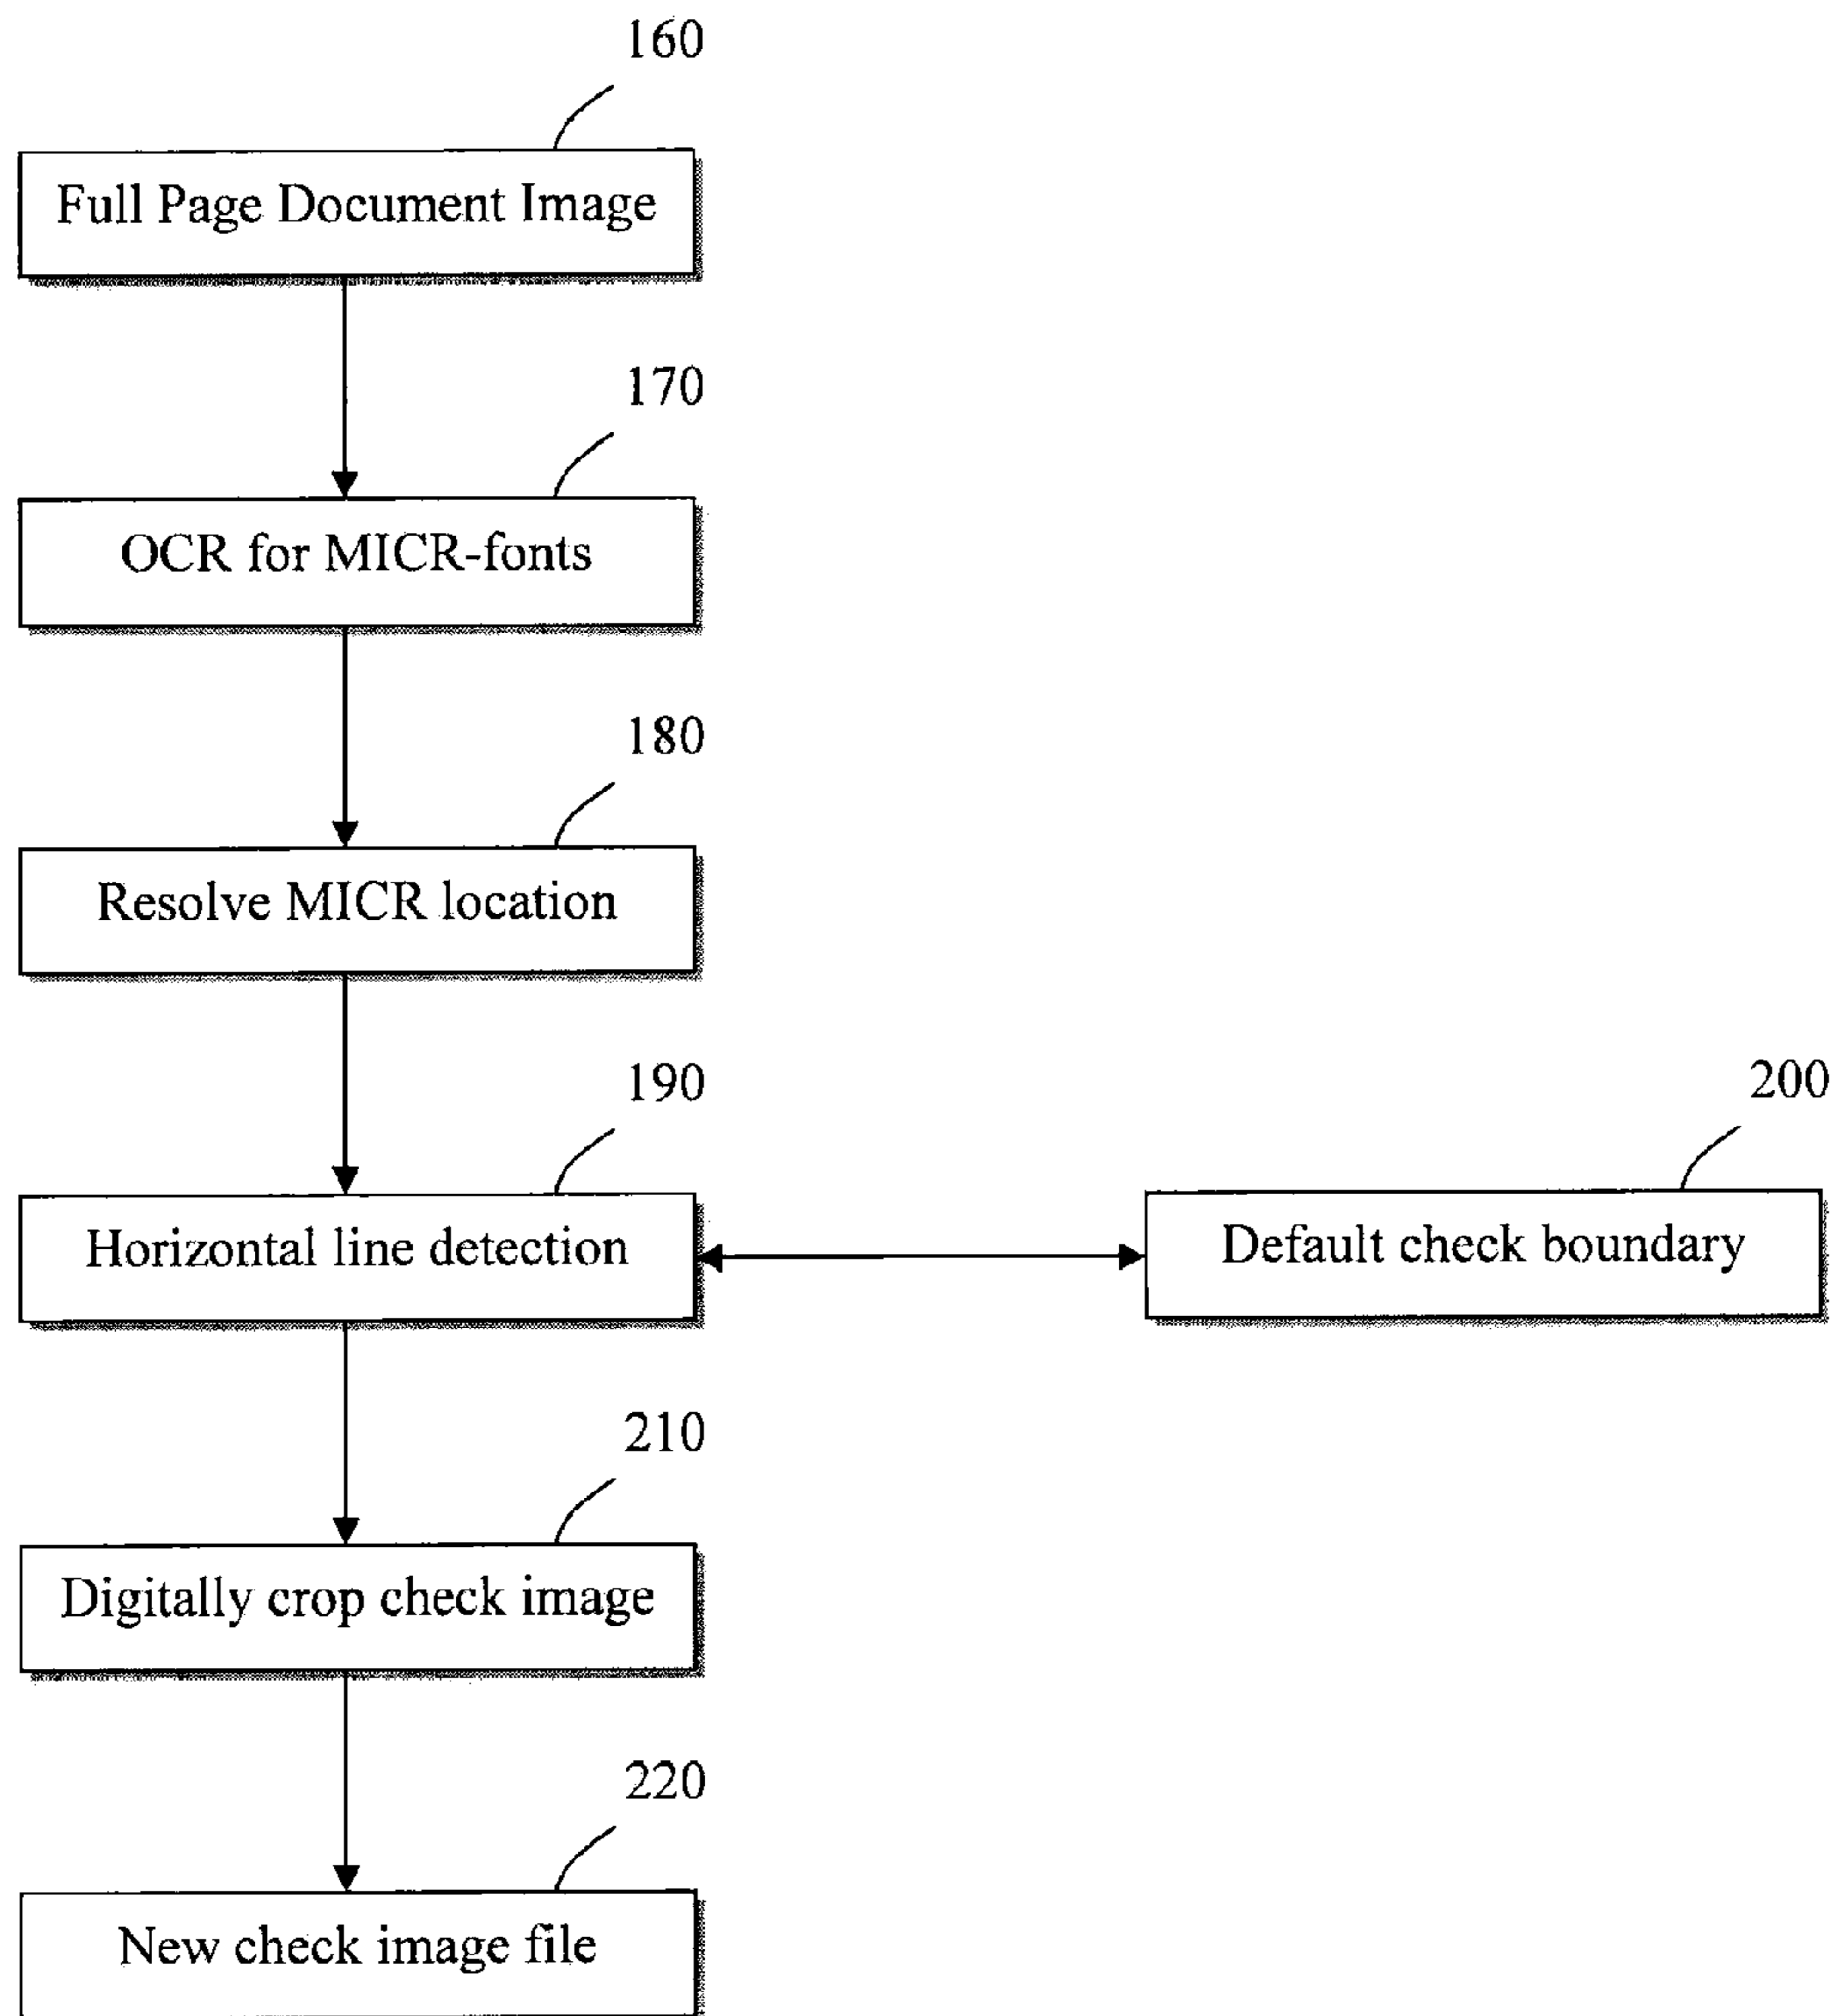 160
Full Page Document Image
170
OCR for MICR-fonts
180
Resolve MICR location
190
Horizontal line detection
200
Default check boundary
210
Digitally crop check image
220
New check image file